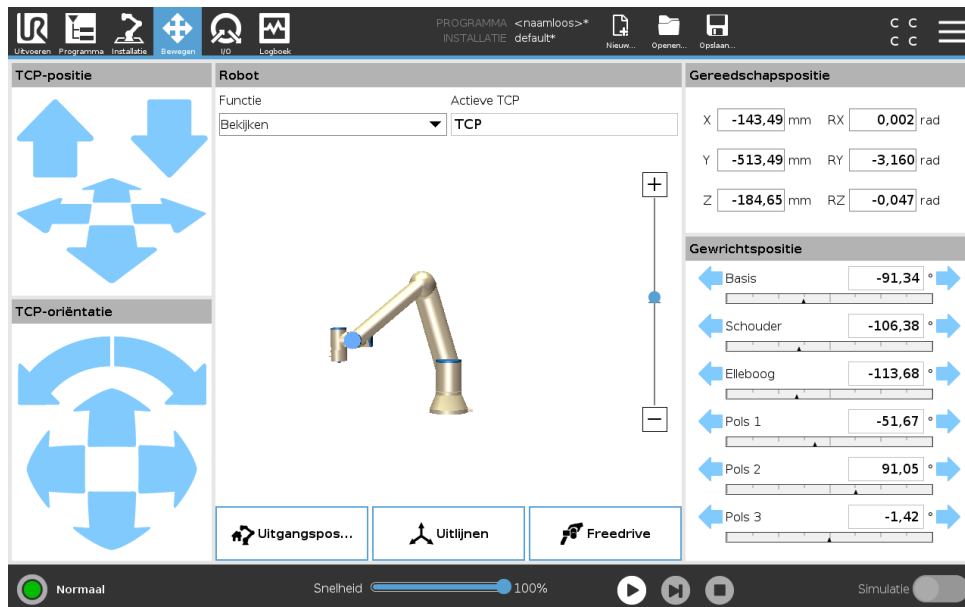 PROGRAMMA <naamloos>*
INSTALLATIE default*
Uitvoeren Programma Installatie Bewegen I/O Logboek Nieuw... Openen... Opslaan...
C C
C C
TCP-positie
TCP-oriëntatie
Robot
Functie Actieve TCP
Bekijken TCP
+
−
Uitgangspos... Uitlijnen Freedrive
Gereedschapspositie
X -143,49 mm RX 0,002 rad
Y -513,49 mm RY -3,160 rad
Z -184,65 mm RZ -0,047 rad
Gewrichtspositie
Basis -91,34 °
Schouder -106,38 °
Elleboog -113,68 °
Pols 1 -51,67 °
Pols 2 91,05 °
Pols 3 -1,42 °
Normaal Snelheid 100% Simulatie